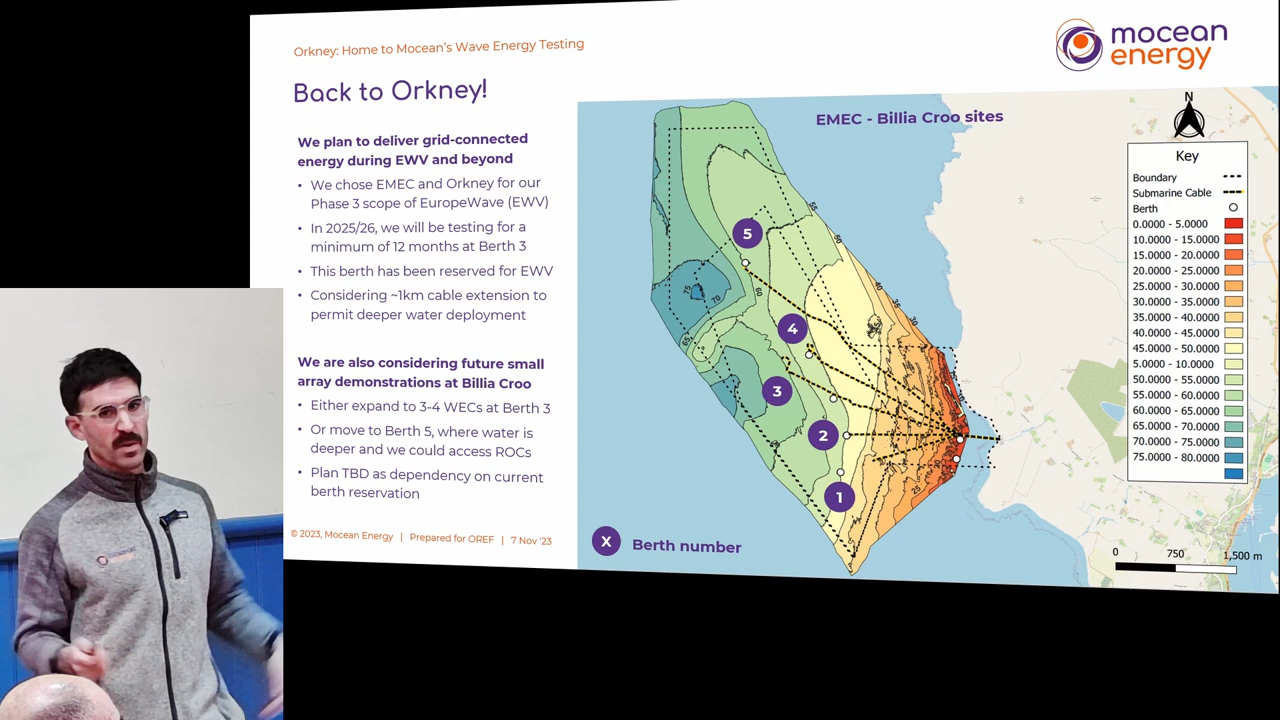 Orkney: Home to Mocean's Wave Energy Testing
mocean
energy
Back to Orkney!
We plan to deliver grid-connected
energy during EWV and beyond
• We chose EMEC and Orkney for our
Phase 3 scope of EuropeWave (EWV)
• In 2025/26, we will be testing for a
minimum of 12 months at Berth 3
• This berth has been reserved for EWV
• Considering ~1km cable extension to
permit deeper water deployment
We are also considering future small
array demonstrations at Billia Croo
• Either expand to 3-4 WECs at Berth 3
• Or move to Berth 5, where water is
deeper and we could access ROCs
• Plan TBD as dependency on current
berth reservation
© 2023, Mocean Energy | Prepared for OREF | 7 Nov '23
EMEC - Billia Croo sites
N
Key
Boundary
Submarine Cable
Berth
0.0000 - 5.0000
10.0000 - 15.0000
15.0000 - 20.0000
20.0000 - 25.0000
25.0000 - 30.0000
30.0000 - 35.0000
35.0000 - 40.0000
40.0000 - 45.0000
45.0000 - 50.0000
5.0000 - 10.0000
50.0000 - 55.0000
55.0000 - 60.0000
60.0000 - 65.0000
65.0000 - 70.0000
70.0000 - 75.0000
75.0000 - 80.0000
5
4
3
2
1
55
50
40
35
30
75
70
60
65
25
X Berth number
0 750 1,500 m